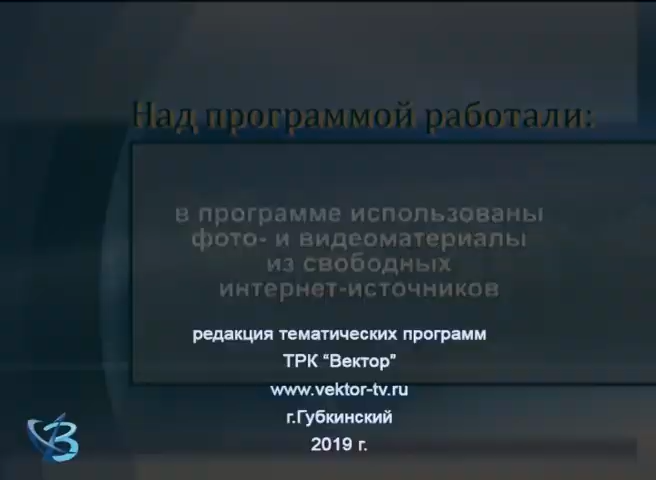 Над программой работали:
в программе использованы
фото- и видеоматериалы
из свободных
интернет-источников
редакция тематических программ
ТРК “Вектор”
www.vektor-tv.ru
г.Губкинский
2019 г.
В